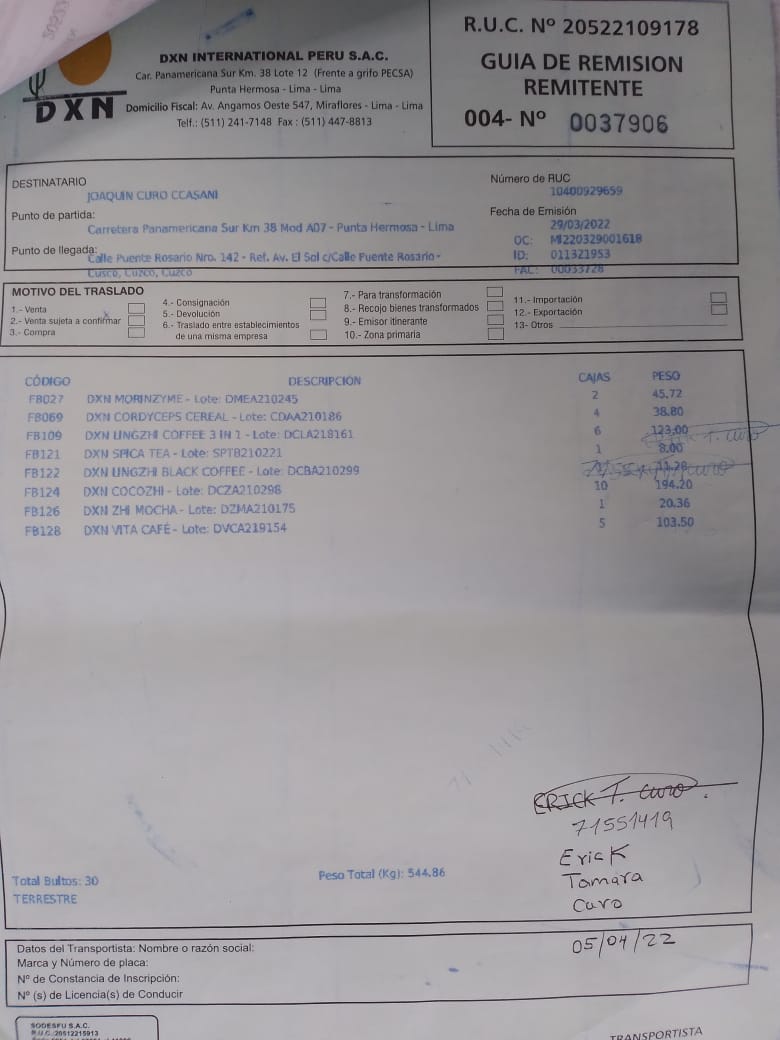 DXN
DXN INTERNATIONAL PERU S.A.C.
Car. Panamericana Sur Km. 38 Lote 12 (Frente a grifo PECSA)
Punta Hermosa - Lima - Lima
Domicilio Fiscal: Av. Angamos Oeste 547, Miraflores - Lima - Lima
Telf.: (511) 241-7148 Fax : (511) 447-8813
R.U.C. Nº 20522109178
GUIA DE REMISION
REMITENTE
004- Nº 0037906
DESTINATARIO
JOAQUIN CURO CCASANI
Número de RUC
10400929659
Punto de partida:
Carretera Panamericana Sur Km 38 Mod A07 - Punta Hermosa - Lima
Fecha de Emisión
29/03/2022
Punto de llegada:
Calle Puente Rosario Nro. 142 - Ref. Av. El Sol c/Calle Puente Rosario -
Cusco, Cuzco, Cuzco
OC: MI220329001618
ID: 011321953
FAC: 00033728
MOTIVO DEL TRASLADO
1.- Venta
2.- Venta sujeta a confirmar
3.- Compra
4.- Consignación
5.- Devolución
6.- Traslado entre establecimientos
de una misma empresa
7.- Para transformación
8.- Recojo bienes transformados
9.- Emisor itinerante
10.- Zona primaria
11.- Importación
12.- Exportación
13- Otros
CÓDIGO DESCRIPCIÓN CAJAS PESO
FB027 DXN MORINZYME - Lote: DMEA210245 2 45.72
FB069 DXN CORDYCEPS CEREAL - Lote: CDAA210186 4 38.80
FB109 DXN LINGZHI COFFEE 3 IN 1 - Lote: DCLA218161 6 123.00
FB121 DXN SPICA TEA - Lote: SPTB210221 1 8.00
FB122 DXN LINGZHI BLACK COFFEE - Lote: DCBA210299 11.28
FB124 DXN COCOZHI - Lote: DCZA210298 10 194.20
FB126 DXN ZHI MOCHA - Lote: DZMA210175 1 20.36
FB128 DXN VITA CAFÉ - Lote: DVCA219154 5 103.50
ERICK T. Curo.
71551419
Erick
Tamara
Curo
Total Bultos: 30
Peso Total (Kg): 544.86
TERRESTRE
05/04/22
Datos del Transportista: Nombre o razón social:
Marca y Número de placa:
Nº de Constancia de Inscripción:
Nº (s) de Licencia(s) de Conducir
SODESFU S.A.C.
R.U.C. 20512215913
TRANSPORTISTA